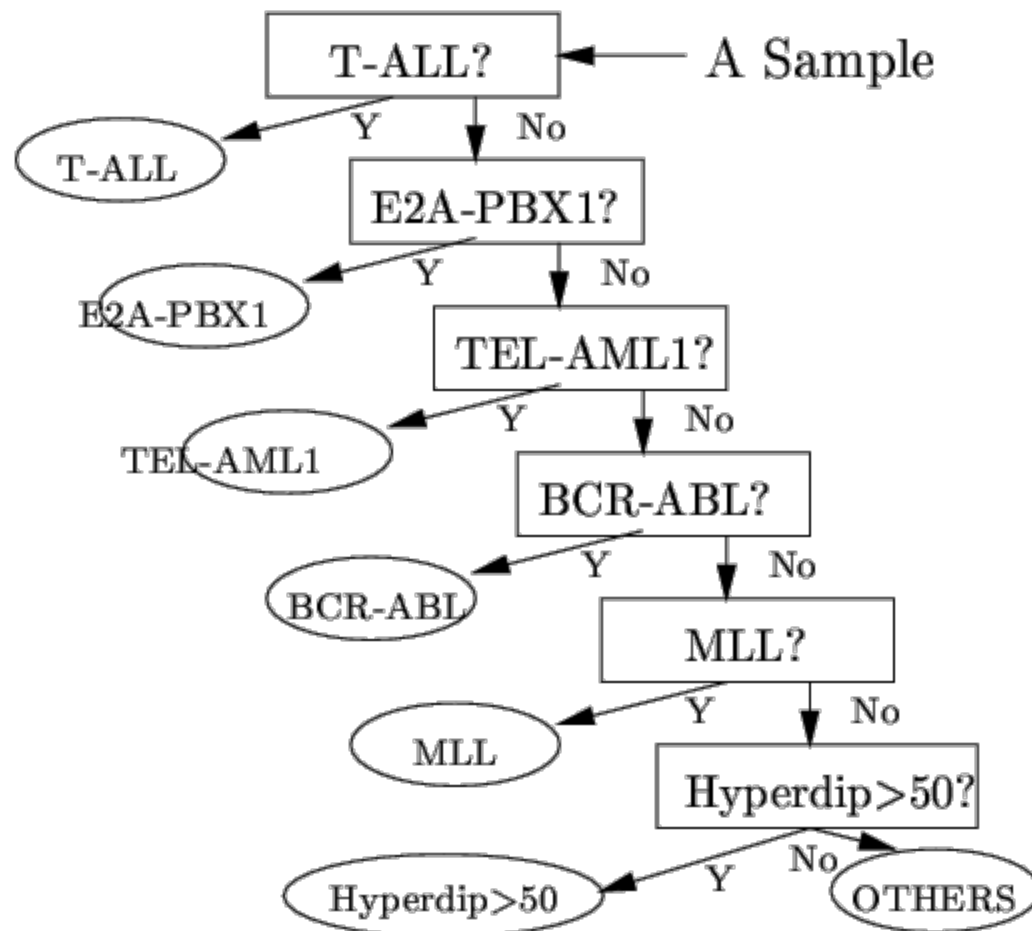 T-ALL?
A Sample
Y
No
T-ALL
E2A-PBX1?
Y
No
E2A-PBX1
TEL-AML1?
Y
No
TEL-AML1
BCR-ABL?
Y
No
BCR-ABL
MLL?
Y
No
MLL
Hyperdip>50?
Y
No
Hyperdip>50
OTHERS